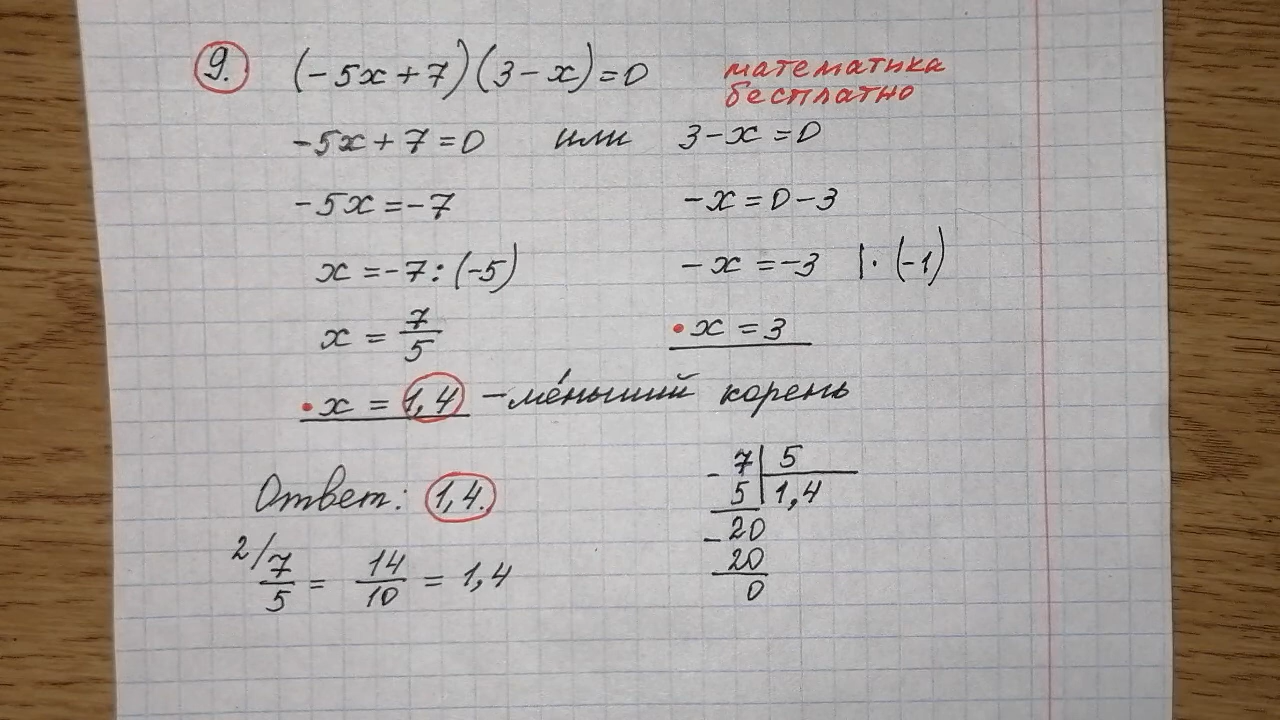 9. (-5x+7)(3-x)=0
математика
бесплатно
-5x+7=0 или 3-x=0
-5x=-7
-x=0-3
x=-7:(-5)
-x=-3 |·(-1)
x=7/5
• x=3
• x=1,4 – ме́ньший корень
Ответ: 1,4.
2/ 7/5 = 14/10 = 1,4
-7|5
5|1,4
-20
20
0